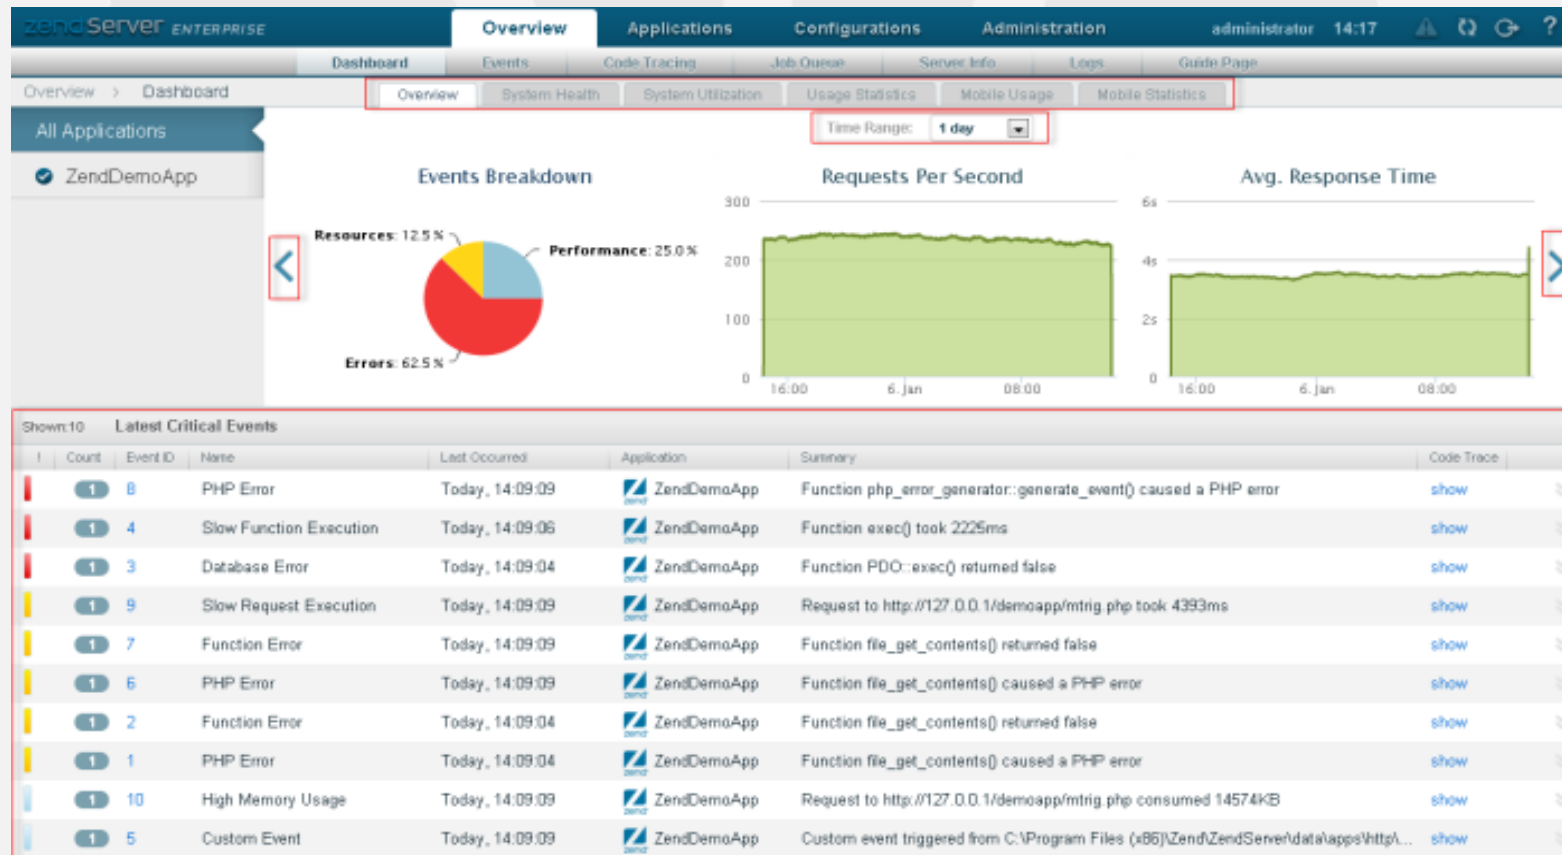 zendServer ENTERPRISE Overview Applications Configurations Administration administrator 14:17 ?
Dashboard Events Code Tracing Job Queue Server Info Logs Guide Page
Overview > Dashboard Overview System Health System Utilization Usage Statistics Mobile Usage Mobile Statistics
All Applications
Time Range: 1 day
ZendDemoApp
Events Breakdown
Resources: 12.5 %
Performance: 25.0 %
Errors: 62.5 %
Requests Per Second
300
200
100
0
16:00 6. Jan 08:00
Avg. Response Time
6s
4s
2s
0
16:00 6. Jan 08:00
Shown:10 Latest Critical Events
! Count Event ID Name Last Occurred Application Summary Code Trace
1 8 PHP Error Today, 14:09:09 zend ZendDemoApp Function php_error_generator::generate_event() caused a PHP error show
1 4 Slow Function Execution Today, 14:09:06 zend ZendDemoApp Function exec() took 2225ms show
1 3 Database Error Today, 14:09:04 zend ZendDemoApp Function PDO::exec() returned false show
1 9 Slow Request Execution Today, 14:09:09 zend ZendDemoApp Request to http://127.0.0.1/demoapp/mtrig.php took 4393ms show
1 7 Function Error Today, 14:09:09 zend ZendDemoApp Function file_get_contents() returned false show
1 6 PHP Error Today, 14:09:09 zend ZendDemoApp Function file_get_contents() caused a PHP error show
1 2 Function Error Today, 14:09:04 zend ZendDemoApp Function file_get_contents() returned false show
1 1 PHP Error Today, 14:09:04 zend ZendDemoApp Function file_get_contents() caused a PHP error show
1 10 High Memory Usage Today, 14:09:09 zend ZendDemoApp Request to http://127.0.0.1/demoapp/mtrig.php consumed 14574KB show
1 5 Custom Event Today, 14:09:09 zend ZendDemoApp Custom event triggered from C:\Program Files (x86)\Zend\ZendServer\data\apps\http\... show